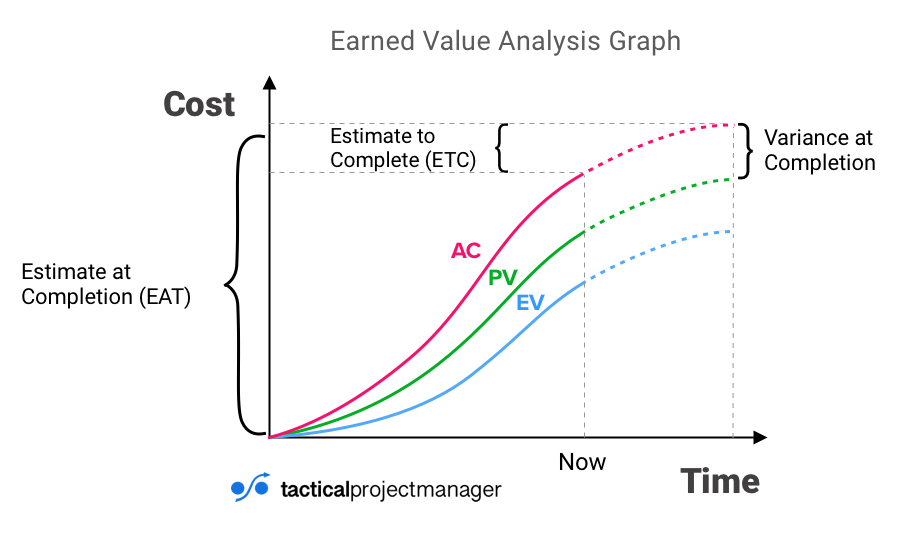 Earned Value Analysis Graph
Cost
Estimate to
Complete (ETC)
Variance at
Completion
AC
PV
EV
Estimate at
Completion (EAT)
Now
Time
tacticalprojectmanager